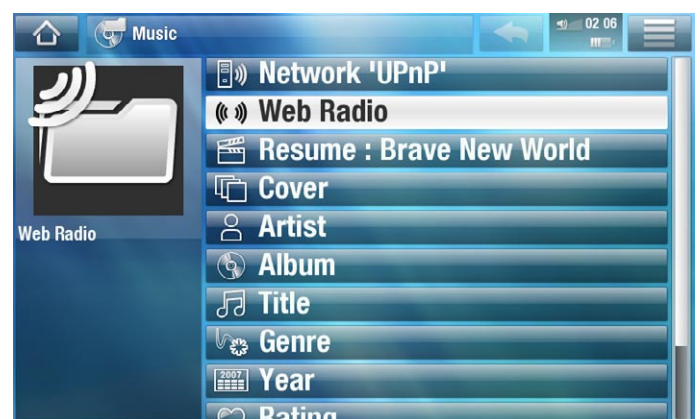 Music
02 06
Network 'UPnP'
Web Radio
Resume : Brave New World
Cover
Web Radio
Artist
Album
Title
Genre
2007
Year
Rating